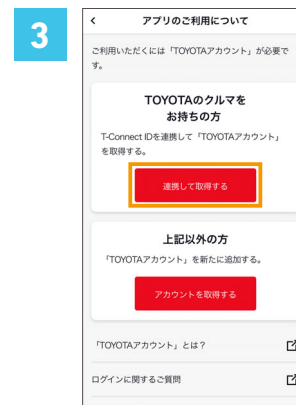 3
アプリのご利用について
ご利用いただくには「TOYOTAアカウント」が必要で
す。
TOYOTAのクルマを
お持ちの方
T-Connect IDを連携して「TOYOTAアカウント」
を取得する。
連携して取得する
上記以外の方
「TOYOTAアカウント」を新たに追加する。
アカウントを取得する
「TOYOTAアカウント」とは？
ログインに関するご質問